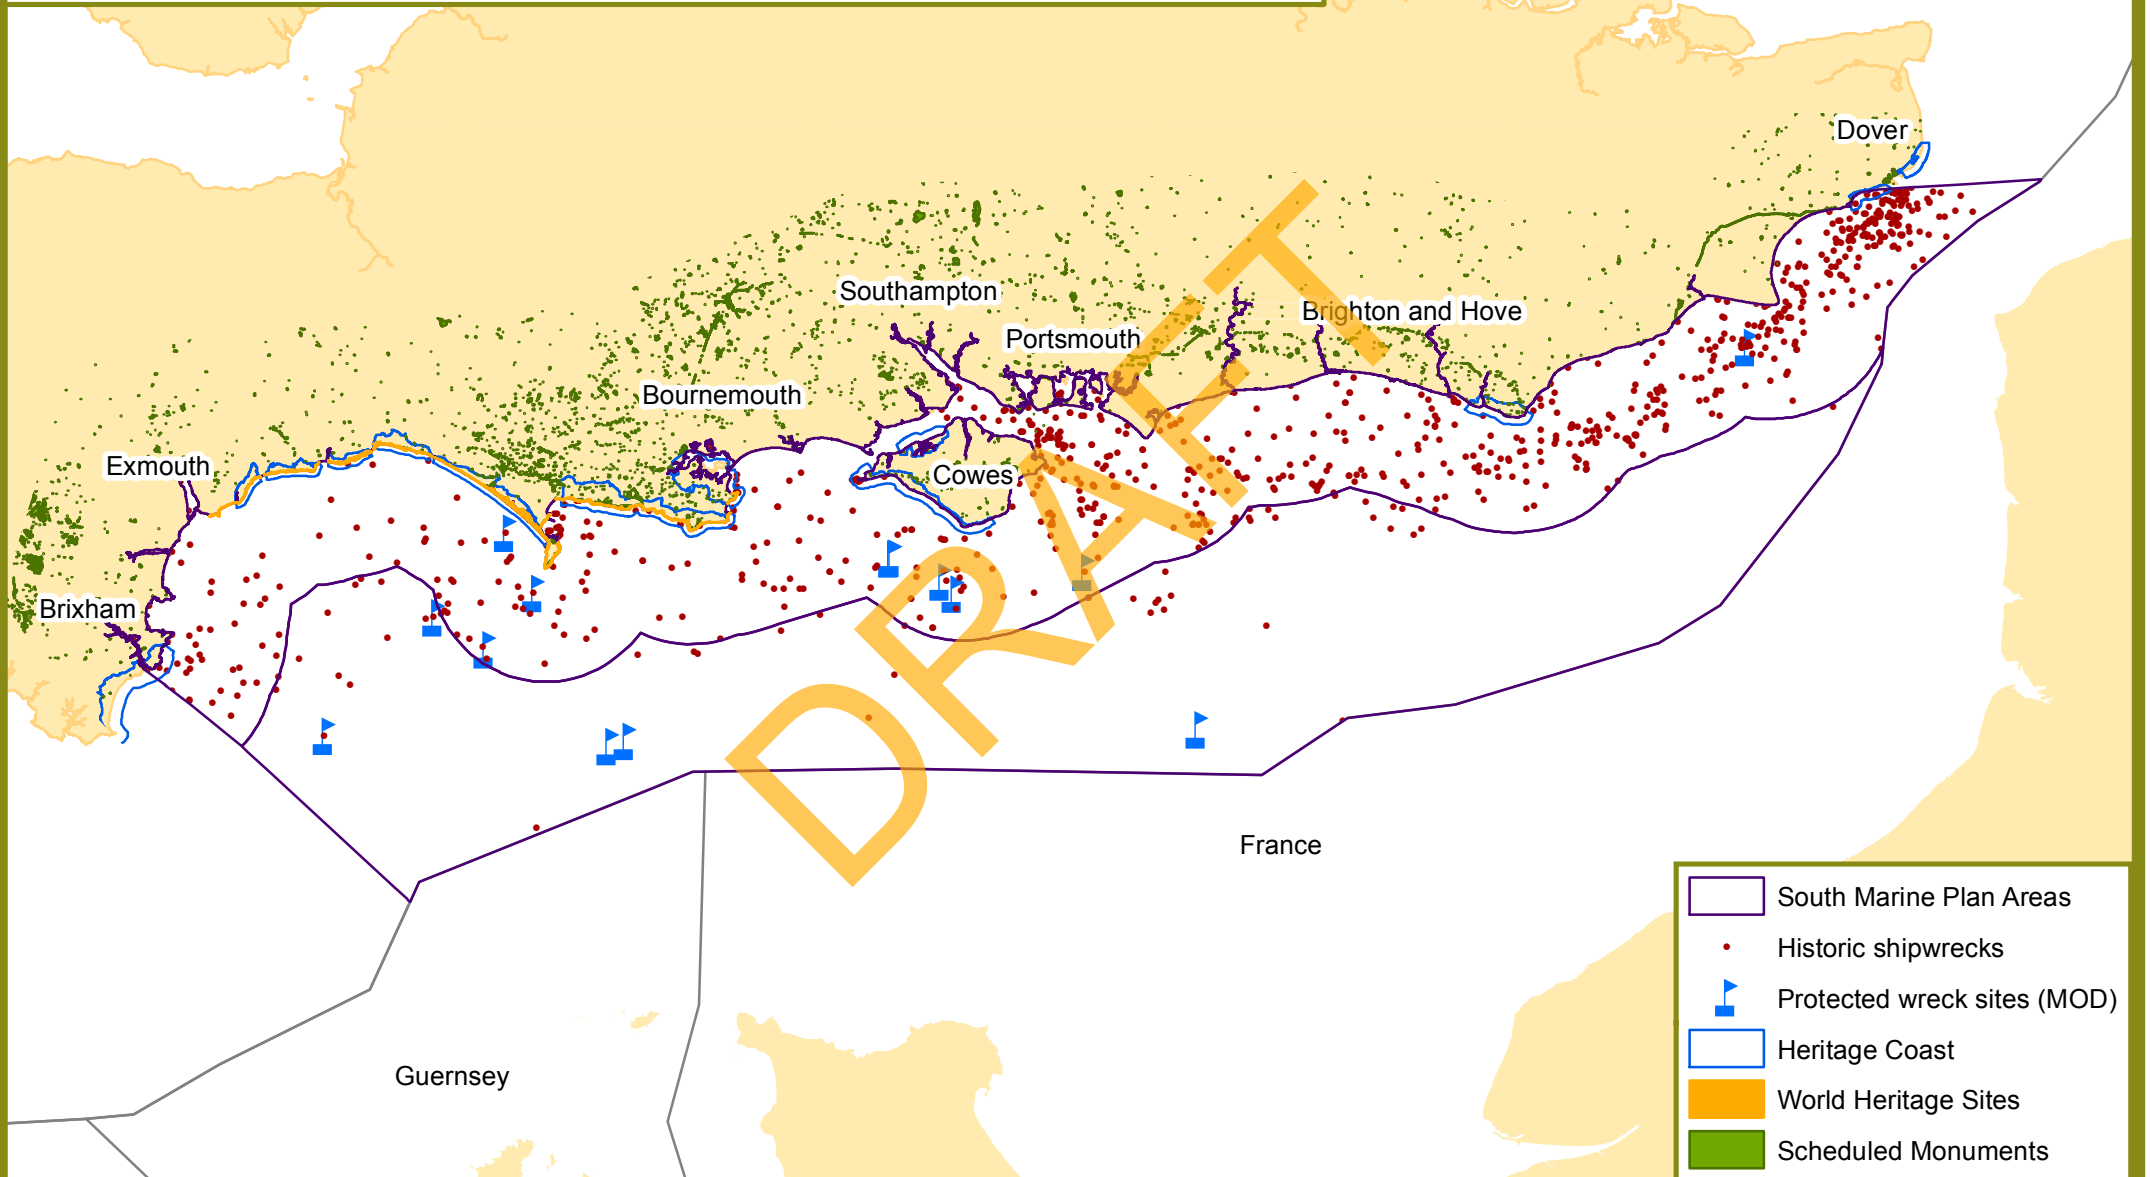 Dover
Southampton
Brighton and Hove
Portsmouth
Bournemouth
Exmouth
Cowes
Brixham
DRAFT
France
Guernsey
South Marine Plan Areas
Historic shipwrecks
Protected wreck sites (MOD)
Heritage Coast
World Heritage Sites
Scheduled Monuments